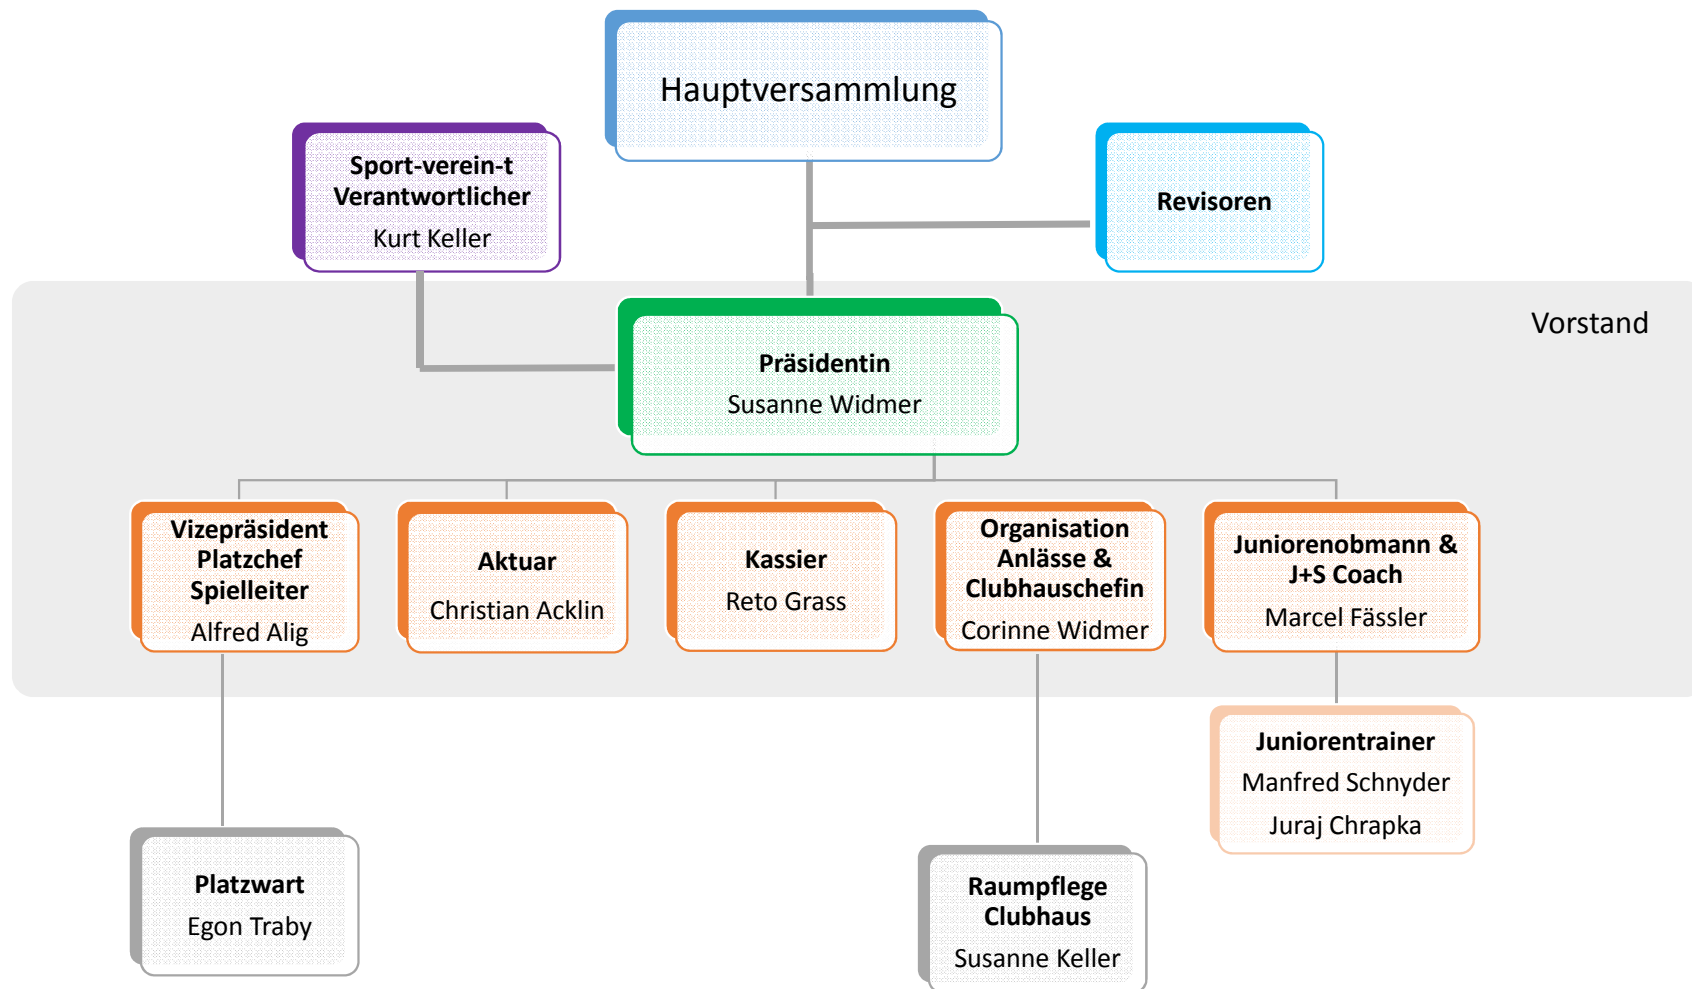 Hauptversammlung
Sport-verein-t
Verantwortlicher
Kurt Keller
Revisoren
Vorstand
Präsidentin
Susanne Widmer
Vizepräsident
Platzchef
Spielleiter
Alfred Alig
Aktuar
Christian Acklin
Kassier
Reto Grass
Organisation
Anlässe &
Clubhauschefin
Corinne Widmer
Juniorenobmann &
J+S Coach
Marcel Fässler
Juniorentrainer
Manfred Schnyder
Juraj Chrapka
Platzwart
Egon Traby
Raumpflege
Clubhaus
Susanne Keller